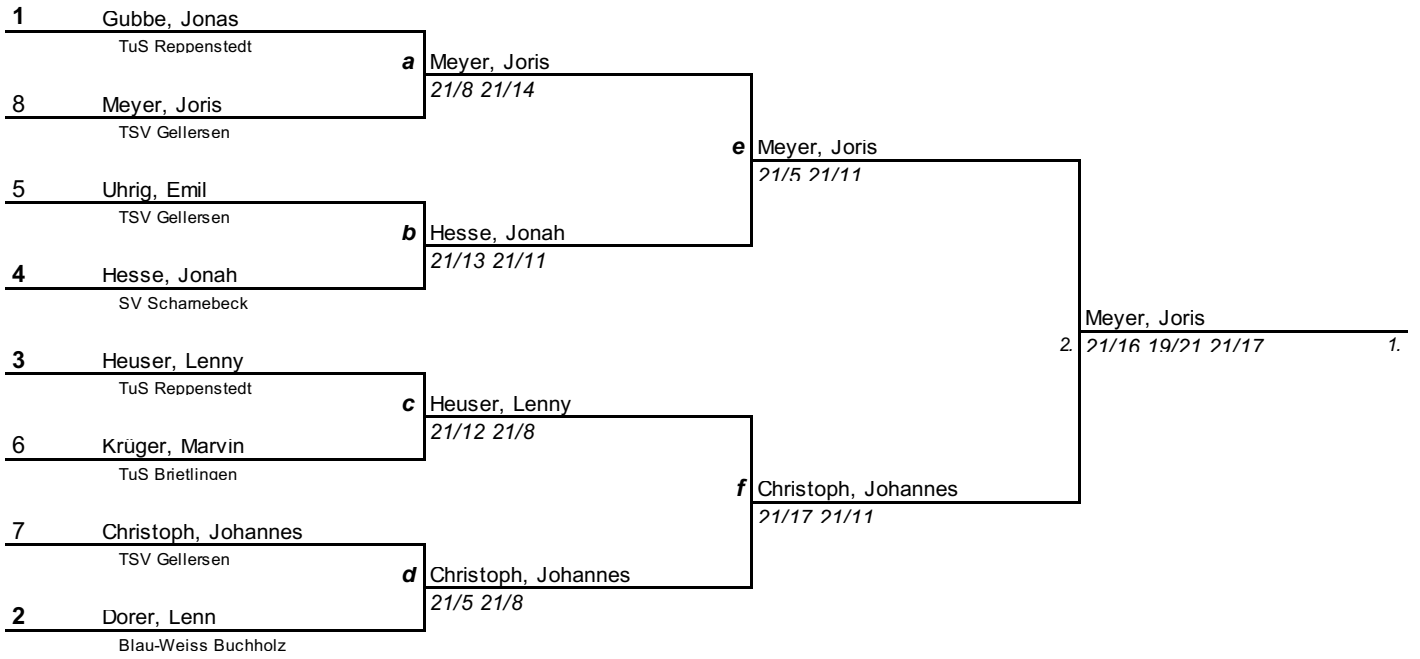 1 Gubbe, Jonas
TuS Reppenstedt
a Meyer, Joris
21/8 21/14
8 Meyer, Joris
TSV Gellersen
e Meyer, Joris
21/5 21/11
5 Uhrig, Emil
TSV Gellersen
b Hesse, Jonah
21/13 21/11
4 Hesse, Jonah
SV Scharnebeck
Meyer, Joris
2. 21/16 19/21 21/17 1.
3 Heuser, Lenny
TuS Reppenstedt
c Heuser, Lenny
21/12 21/8
6 Krüger, Marvin
TuS Brietlingen
f Christoph, Johannes
21/17 21/11
7 Christoph, Johannes
TSV Gellersen
d Christoph, Johannes
21/5 21/8
2 Dorer, Lenn
Blau-Weiss Buchholz